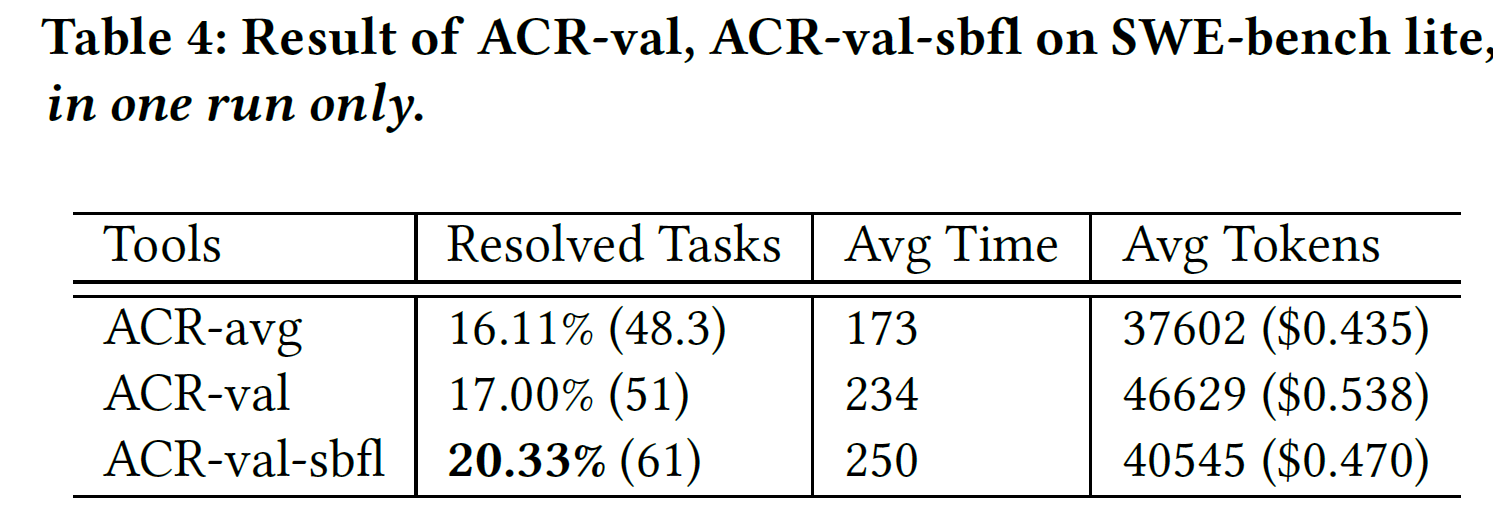 Table 4: Result of ACR-val, ACR-val-sbfl on SWE-bench lite,
in one run only.
Tools Resolved Tasks Avg Time Avg Tokens
ACR-avg 16.11% (48.3) 173 37602 ($0.435)
ACR-val 17.00% (51) 234 46629 ($0.538)
ACR-val-sbfl 20.33% (61) 250 40545 ($0.470)